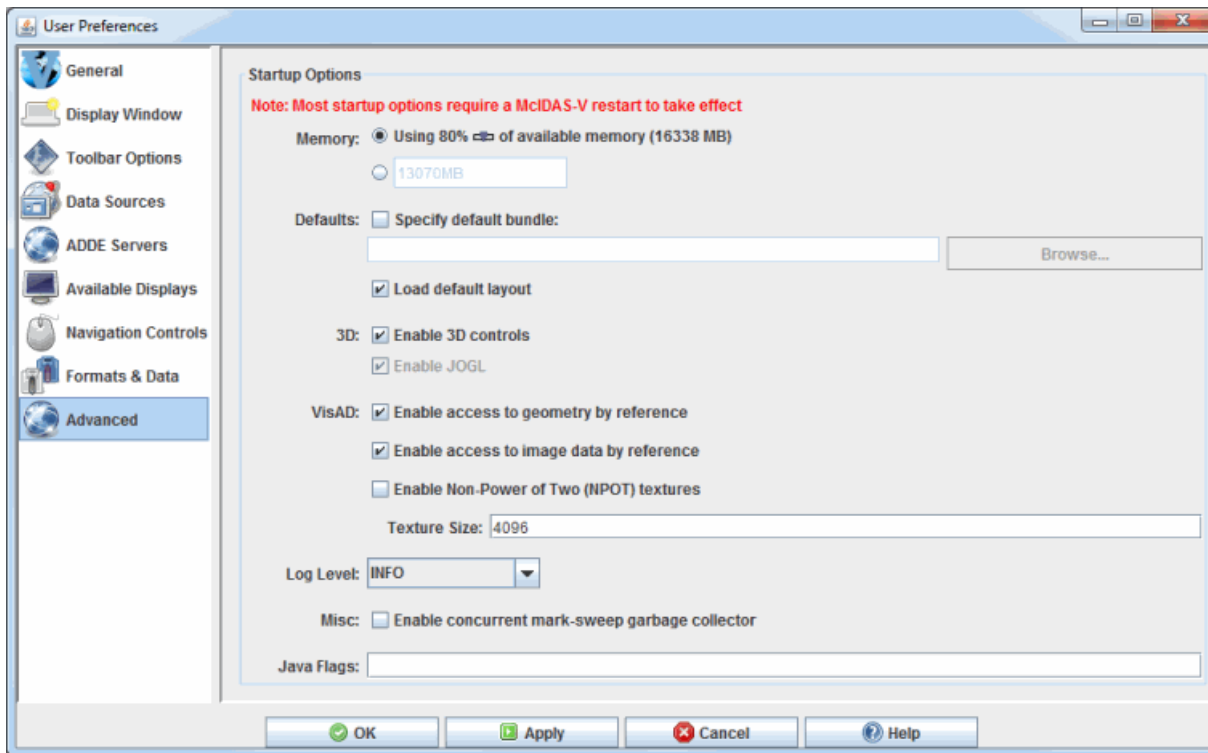 User Preferences
General
Display Window
Toolbar Options
Data Sources
ADDE Servers
Available Displays
Navigation Controls
Formats & Data
Advanced
Startup Options
Note: Most startup options require a McIDAS-V restart to take effect
Memory: Using 80% of available memory (16338 MB)
13070MB
Defaults: Specify default bundle:
Browse...
Load default layout
3D: Enable 3D controls
Enable JOGL
VisAD: Enable access to geometry by reference
Enable access to image data by reference
Enable Non-Power of Two (NPOT) textures
Texture Size: 4096
Log Level: INFO
Misc: Enable concurrent mark-sweep garbage collector
Java Flags:
OK Apply Cancel Help